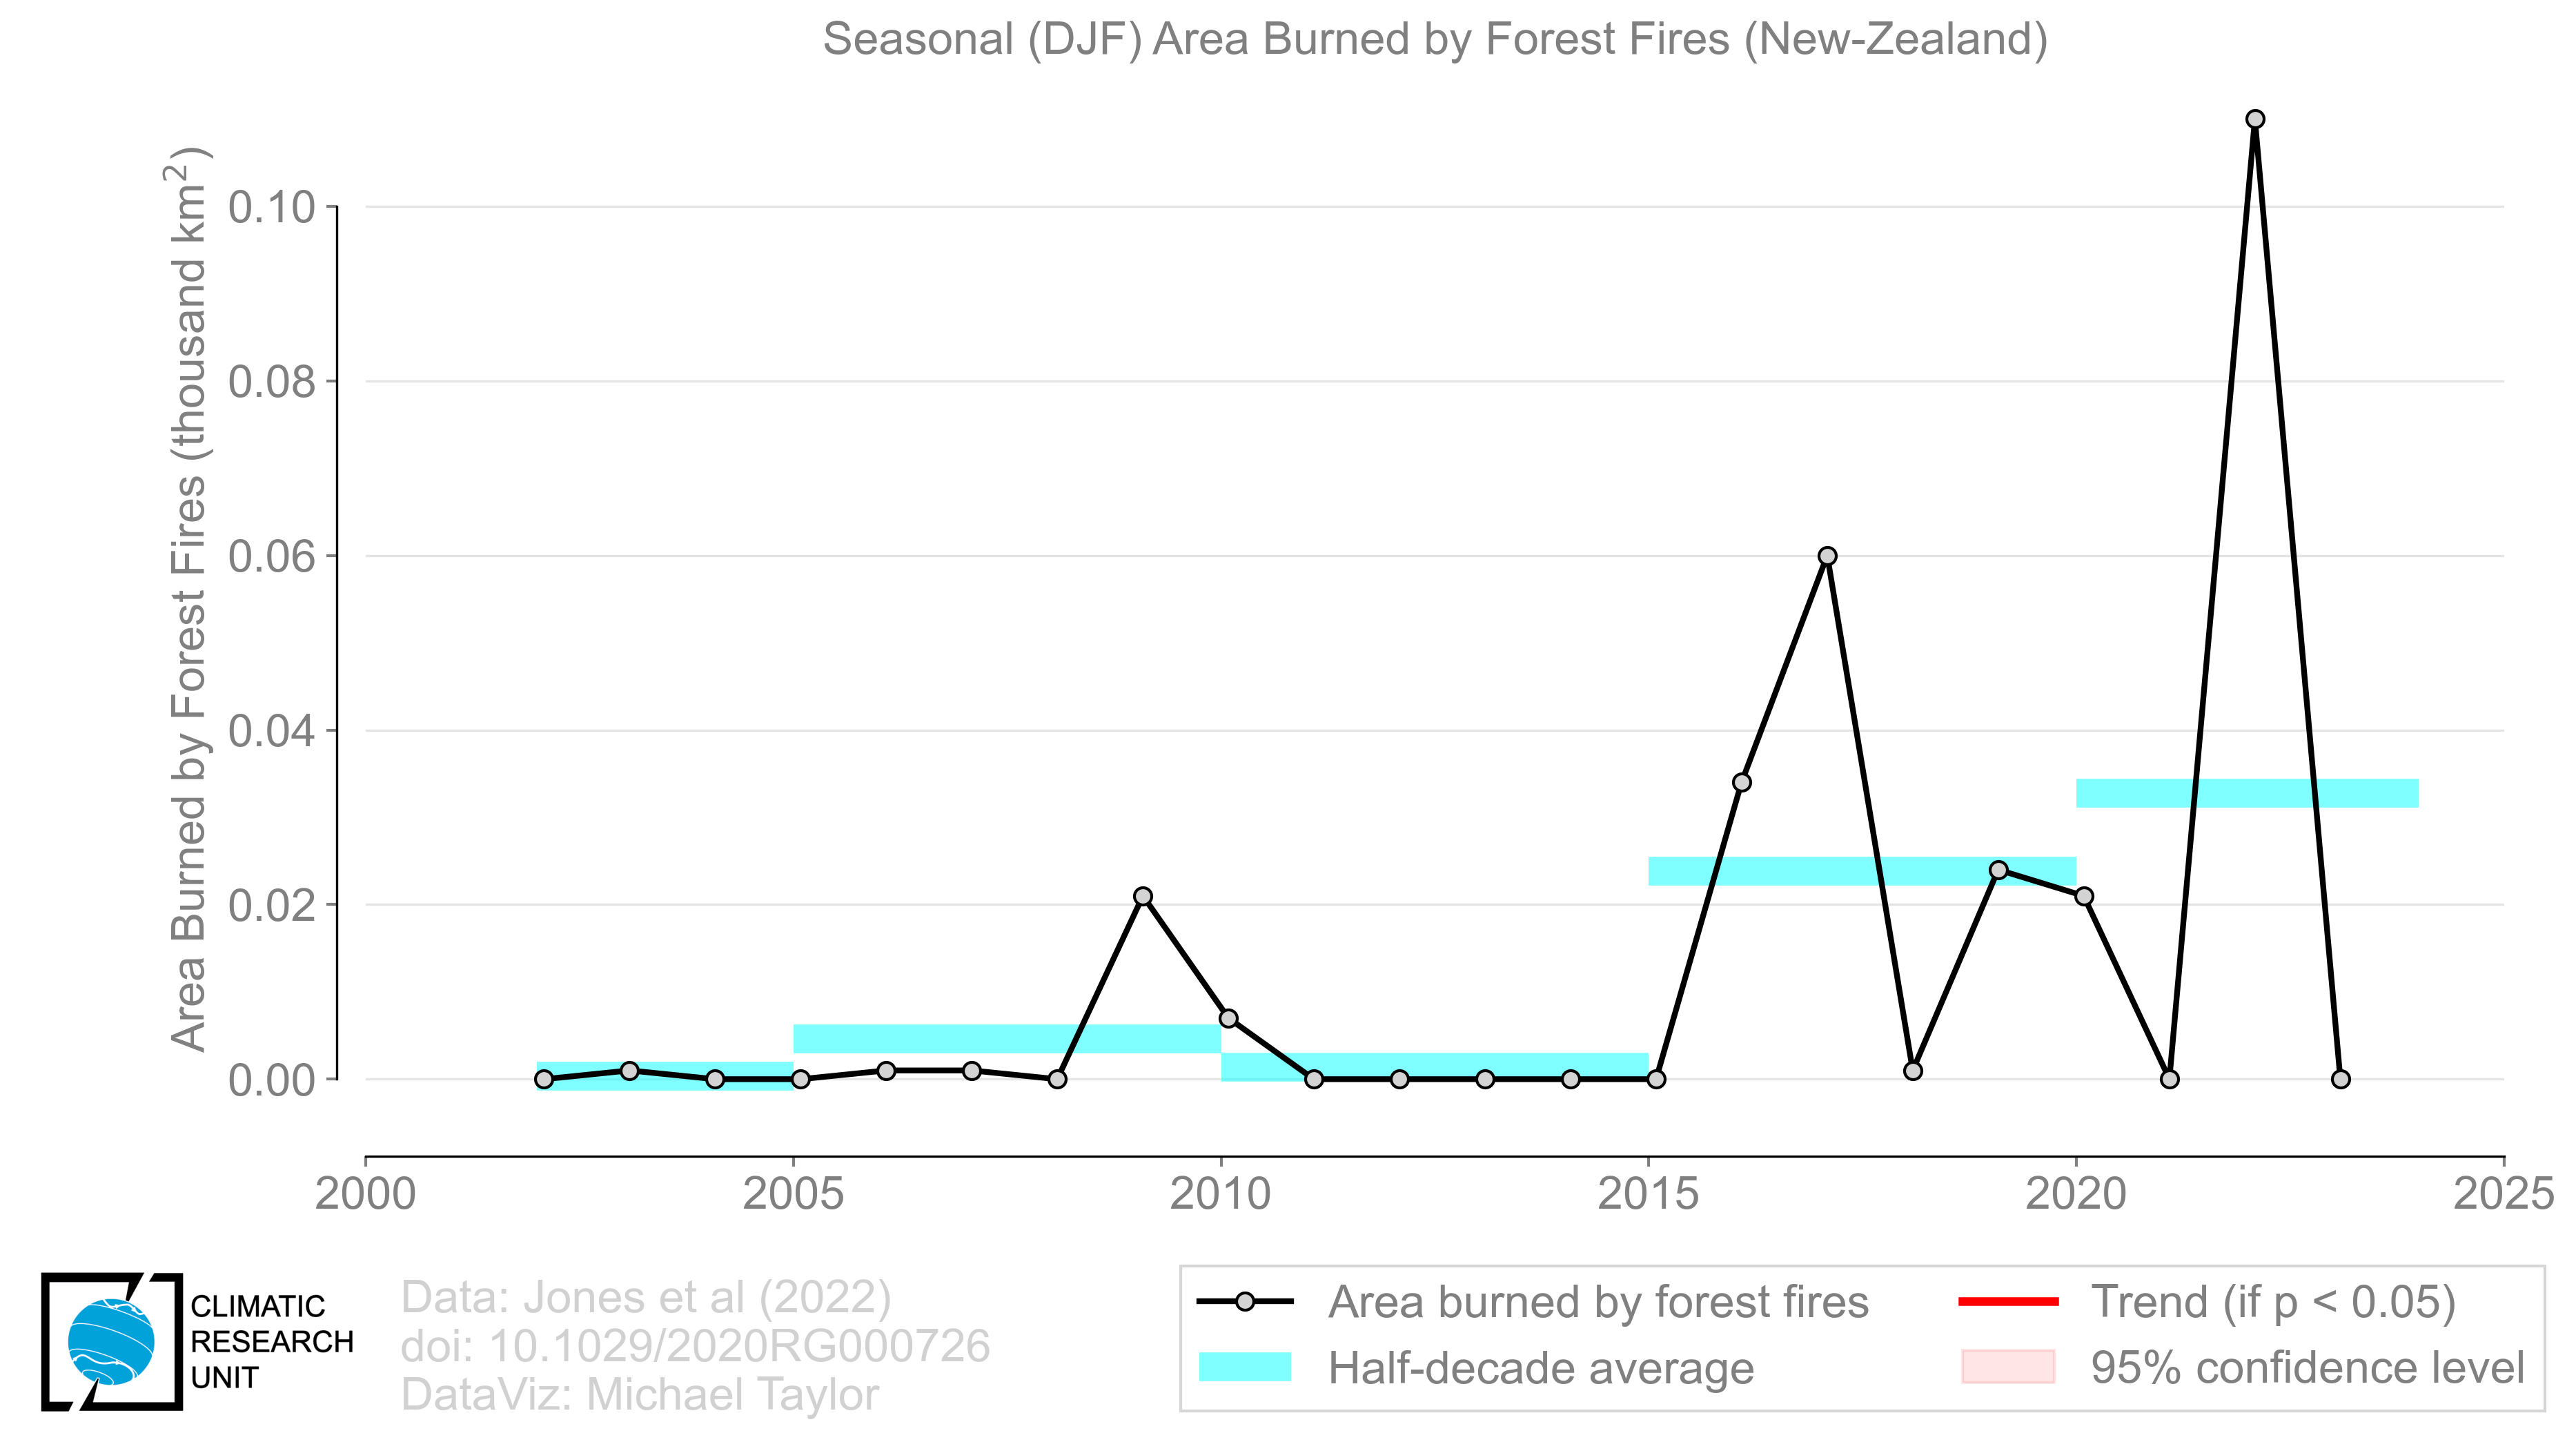 Seasonal (DJF) Area Burned by Forest Fires (New-Zealand)
Area Burned by Forest Fires (thousand km²)
0.10
0.08
0.06
0.04
0.02
0.00
2000 2005 2010 2015 2020 2025
CLIMATIC
RESEARCH
UNIT
Data: Jones et al (2022)
doi: 10.1029/2020RG000726
DataViz: Michael Taylor
Area burned by forest fires
Half-decade average
Trend (if p < 0.05)
95% confidence level